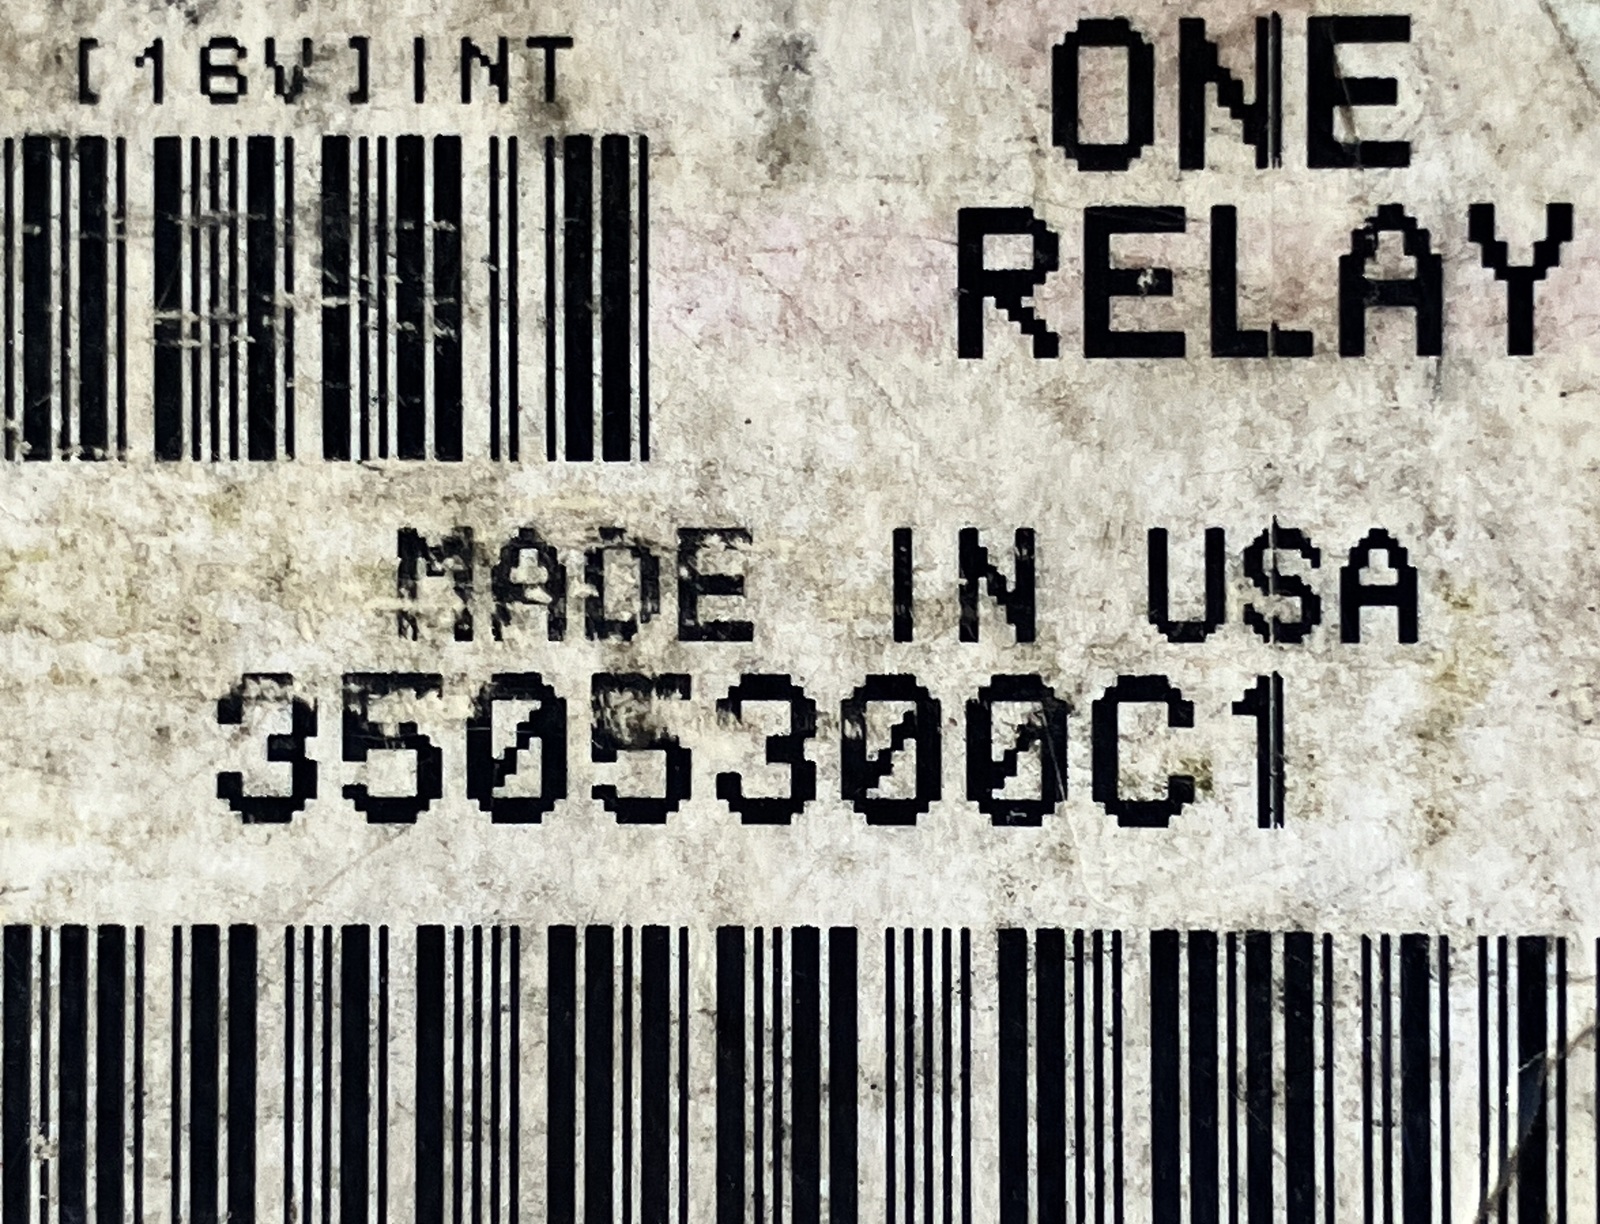 [16V]INT
ONE
RELAY
MADE IN USA
3505300C1